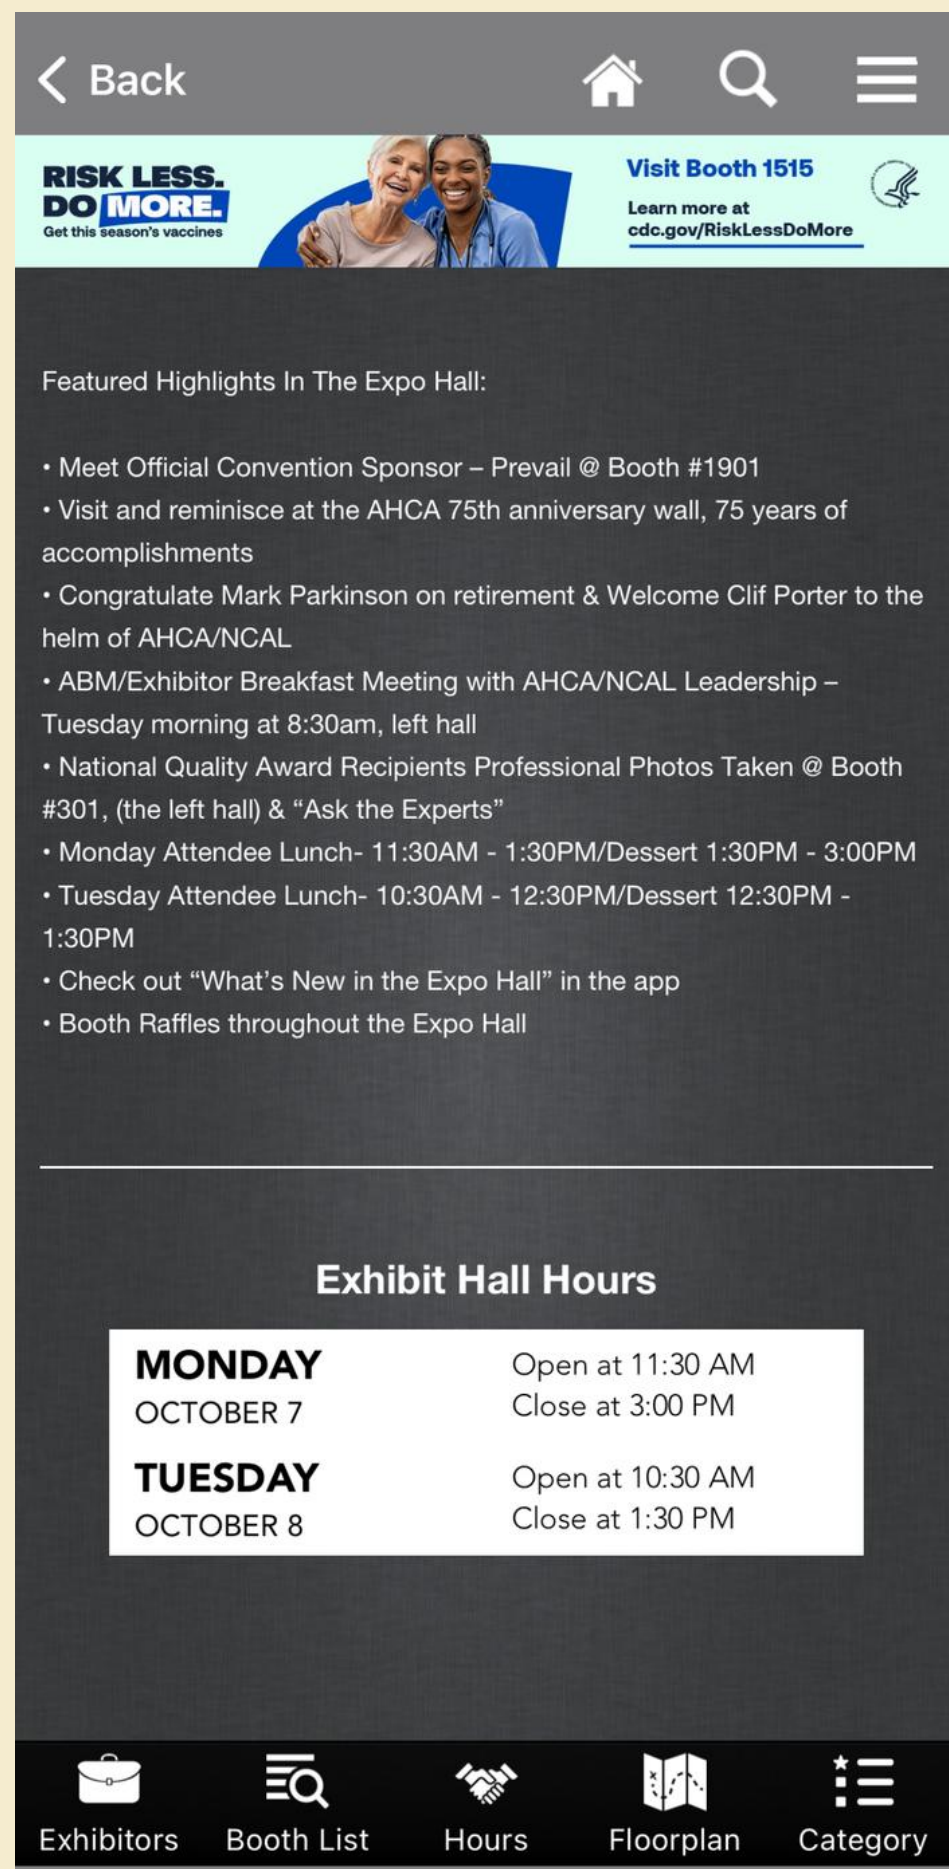 Back
RISK LESS.
DO MORE.
Get this season's vaccines
Visit Booth 1515
Learn more at
cdc.gov/RiskLessDoMore
Featured Highlights In The Expo Hall:
• Meet Official Convention Sponsor – Prevail @ Booth #1901
• Visit and reminisce at the AHCA 75th anniversary wall, 75 years of
accomplishments
• Congratulate Mark Parkinson on retirement & Welcome Clif Porter to the
helm of AHCA/NCAL
• ABM/Exhibitor Breakfast Meeting with AHCA/NCAL Leadership –
Tuesday morning at 8:30am, left hall
• National Quality Award Recipients Professional Photos Taken @ Booth
#301, (the left hall) & “Ask the Experts”
• Monday Attendee Lunch- 11:30AM - 1:30PM/Dessert 1:30PM - 3:00PM
• Tuesday Attendee Lunch- 10:30AM - 12:30PM/Dessert 12:30PM -
1:30PM
• Check out “What’s New in the Expo Hall” in the app
• Booth Raffles throughout the Expo Hall
Exhibit Hall Hours
MONDAY
OCTOBER 7
Open at 11:30 AM
Close at 3:00 PM
TUESDAY
OCTOBER 8
Open at 10:30 AM
Close at 1:30 PM
Exhibitors
Booth List
Hours
Floorplan
Category